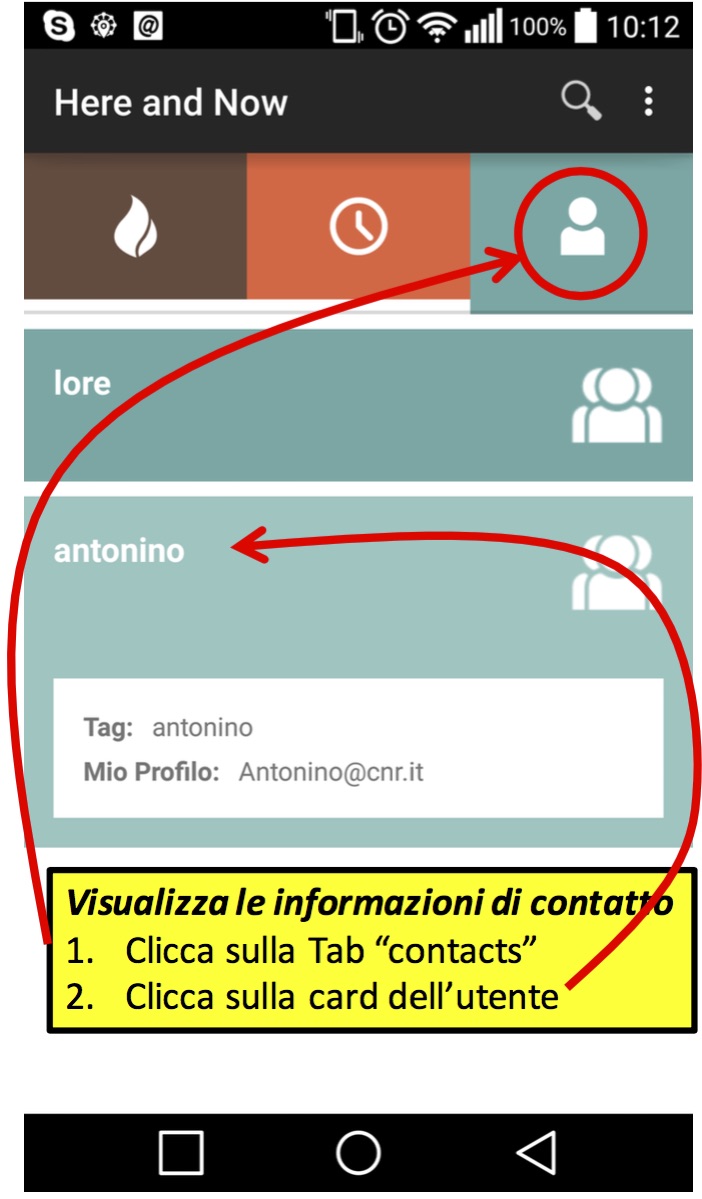 100% 10:12
Here and Now
lore
antonino
Tag: antonino
Mio Profilo: Antonino@cnr.it
Visualizza le informazioni di contatto
1. Clicca sulla Tab “contacts”
2. Clicca sulla card dell’utente